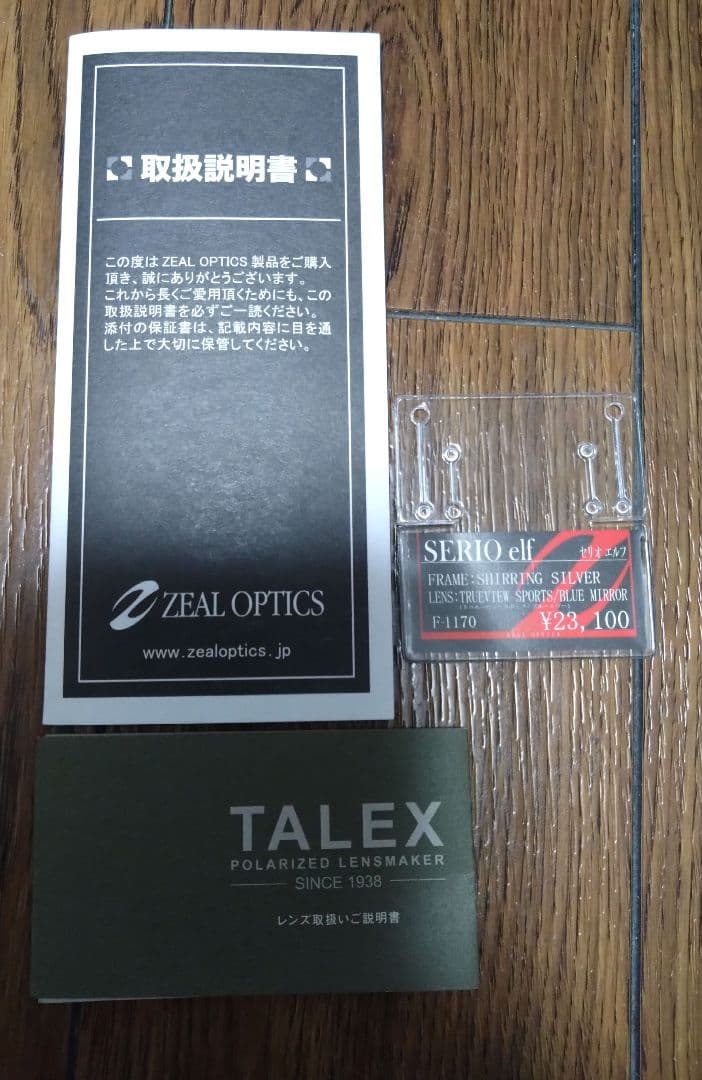 取扱説明書
この度は ZEAL OPTICS 製品をご購入
頂き、誠にありがとうございます。
これから長くご愛用頂くためにも、この
取扱説明書を必ずご一読ください。
添付の保証書は、記載内容に目を通
した上で大切に保管してください。
ZEAL OPTICS
www.zealoptics.jp
SERIO elf セリオ エルフ
FRAME:SHIRRING SILVER
LENS:TRUEVIEW SPORTS/BLUE MIRROR
F-1170 ¥23,100
ZEAL OPTICS
TALEX
POLARIZED LENSMAKER
SINCE 1938
レンズ取扱いご説明書